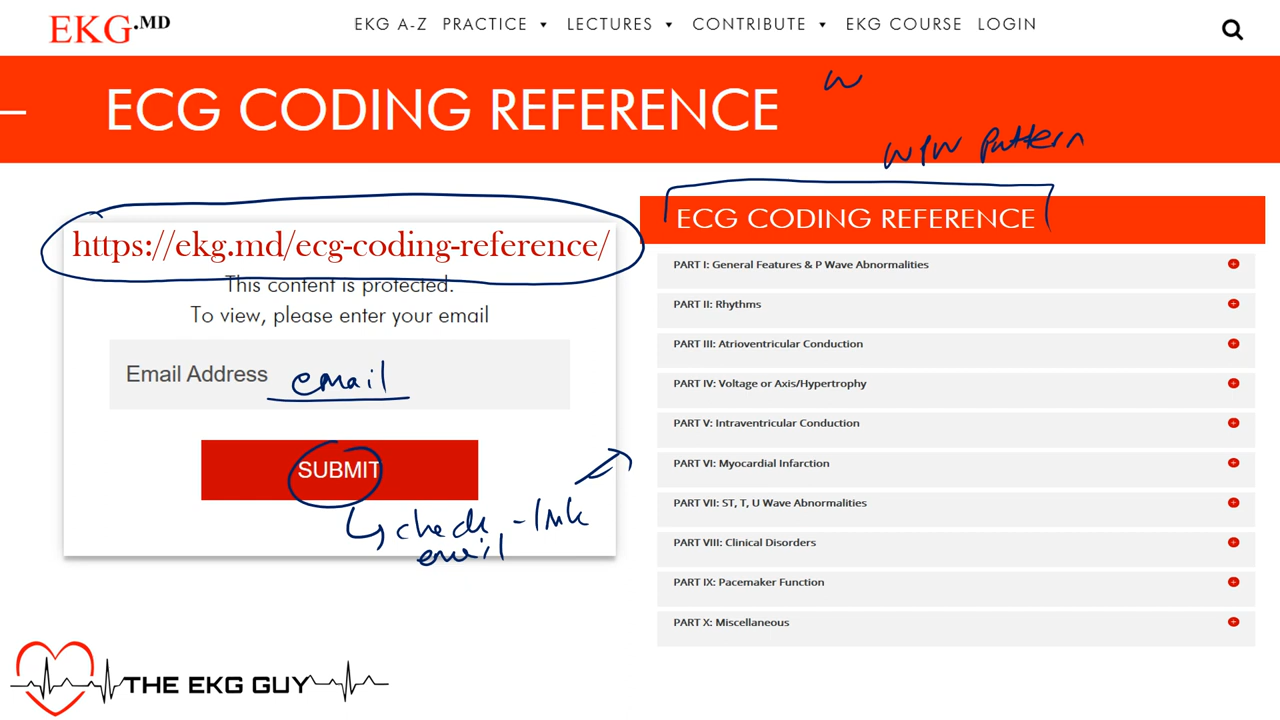 EKG.MD
EKG A-Z PRACTICE LECTURES CONTRIBUTE EKG COURSE LOGIN
ECG CODING REFERENCE
W
WPW Pattern
https://ekg.md/ecg-coding-reference/
This content is protected.
To view, please enter your email
Email Address email
SUBMIT
check - link
email
ECG CODING REFERENCE
PART I: General Features & P Wave Abnormalities
PART II: Rhythms
PART III: Atrioventricular Conduction
PART IV: Voltage or Axis/Hypertrophy
PART V: Intraventricular Conduction
PART VI: Myocardial Infarction
PART VII: ST, T, U Wave Abnormalities
PART VIII: Clinical Disorders
PART IX: Pacemaker Function
PART X: Miscellaneous
THE EKG GUY